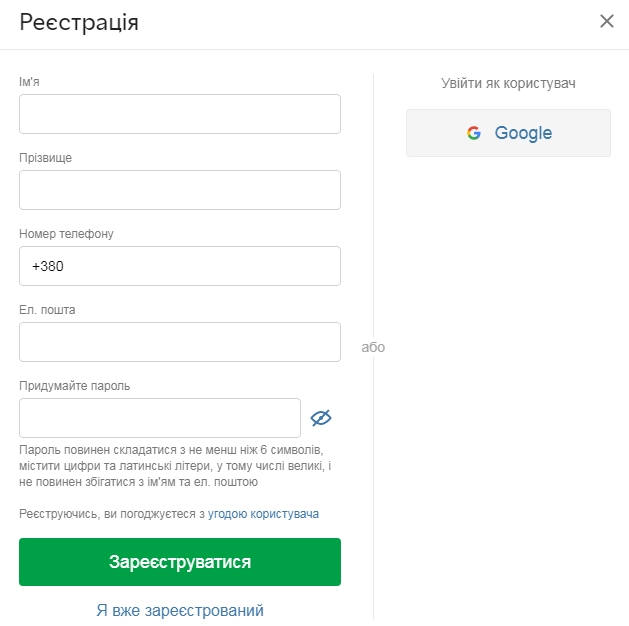 Реєстрація
Ім'я
Прізвище
Номер телефону
+380
Ел. пошта
Придумайте пароль
Пароль повинен складатися з не менш ніж 6 символів,
містити цифри та латинські літери, у тому числі великі, і
не повинен збігатися з ім'ям та ел. поштою
Реєструючись, ви погоджуєтеся з угодою користувача
Зареєструватися
Я вже зареєстрований
або
Увійти як користувач
Google